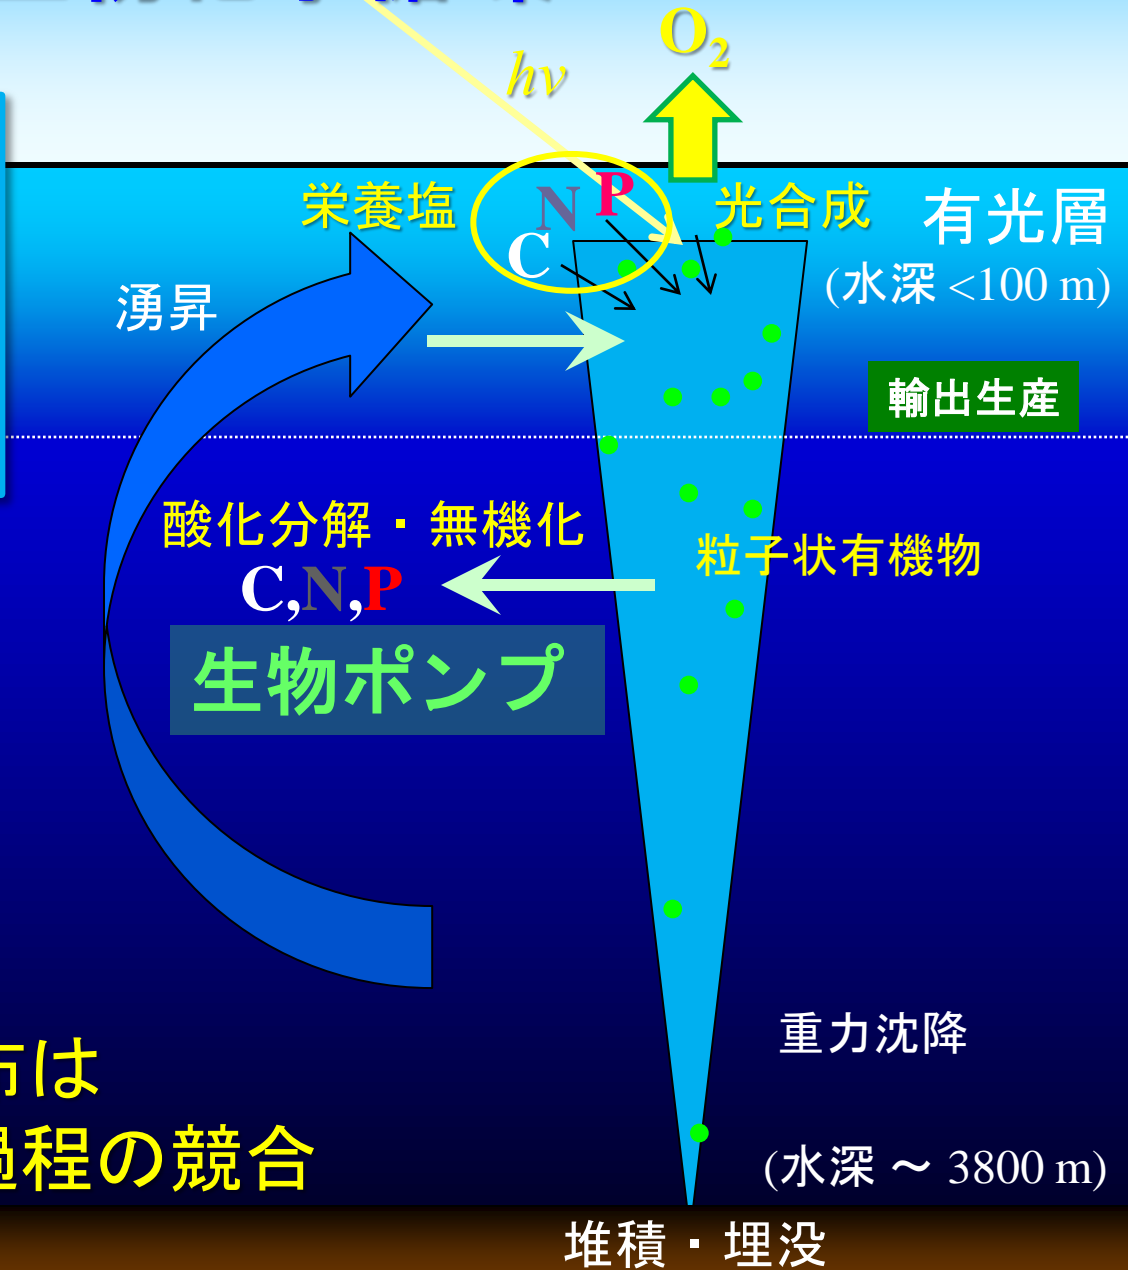 O₂
hν
栄養塩
N P
C
光合成
有光層
(水深 <100 m)
湧昇
輸出生産
酸化分解・無機化
C,N,P
粒子状有機物
生物ポンプ
重力沈降
布は
過程の競合
(水深 ～ 3800 m)
堆積・埋没